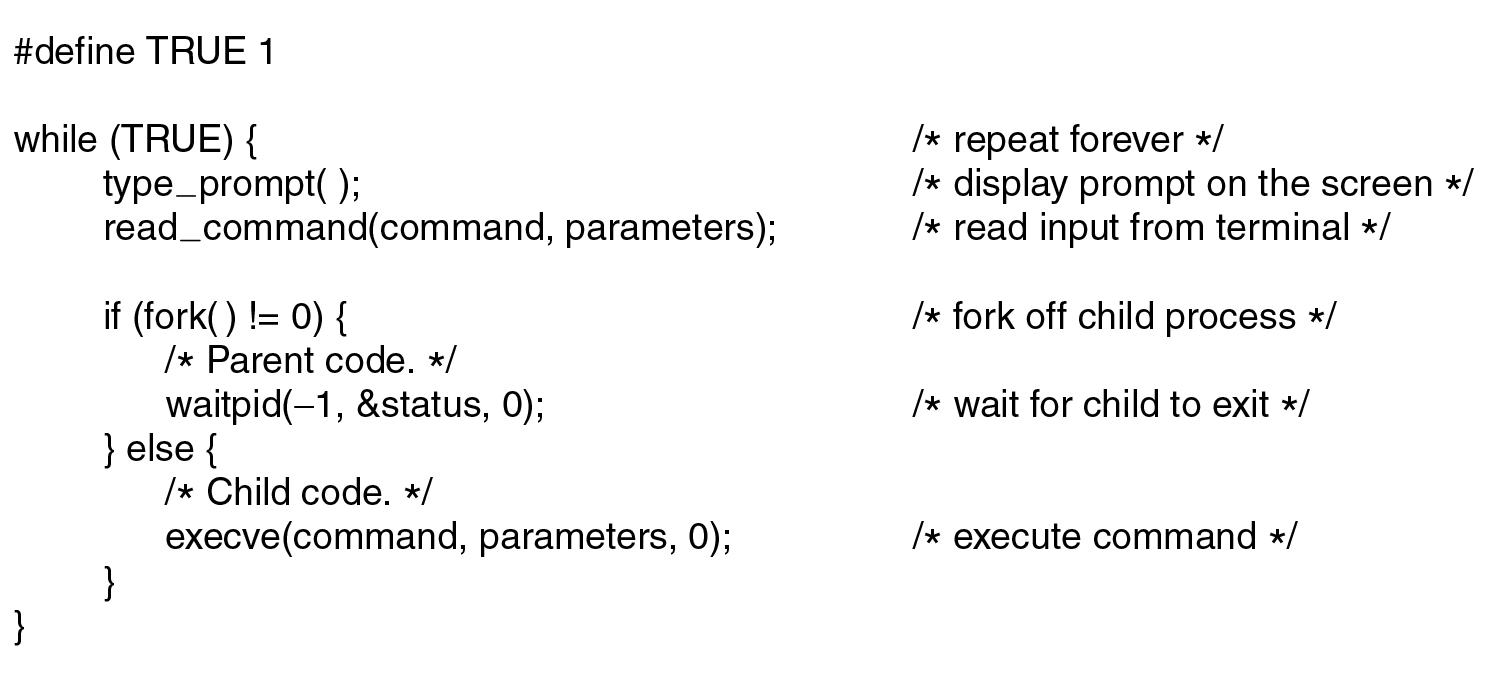 #define TRUE 1
while (TRUE) { /* repeat forever */
type_prompt( ); /* display prompt on the screen */
read_command(command, parameters); /* read input from terminal */
if (fork( ) != 0) { /* fork off child process */
/* Parent code. */
waitpid(−1, &status, 0); /* wait for child to exit */
} else {
/* Child code. */
execve(command, parameters, 0); /* execute command */
}
}